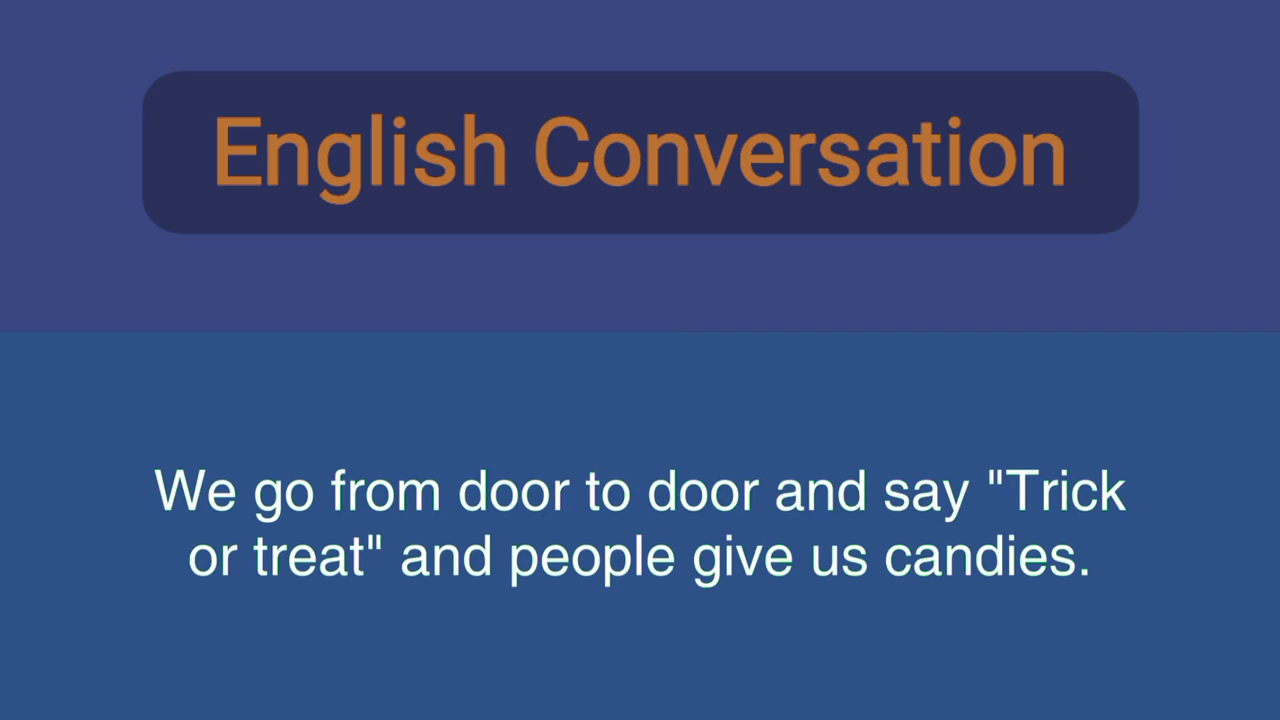 English Conversation
We go from door to door and say "Trick
or treat" and people give us candies.